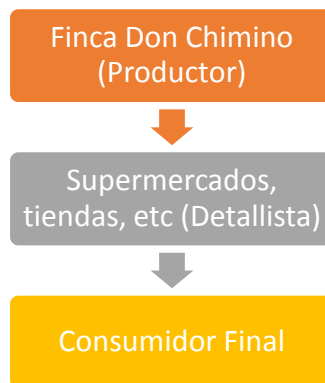 Finca Don Chimino
(Productor)
Supermercados,
tiendas, etc (Detallista)
Consumidor Final